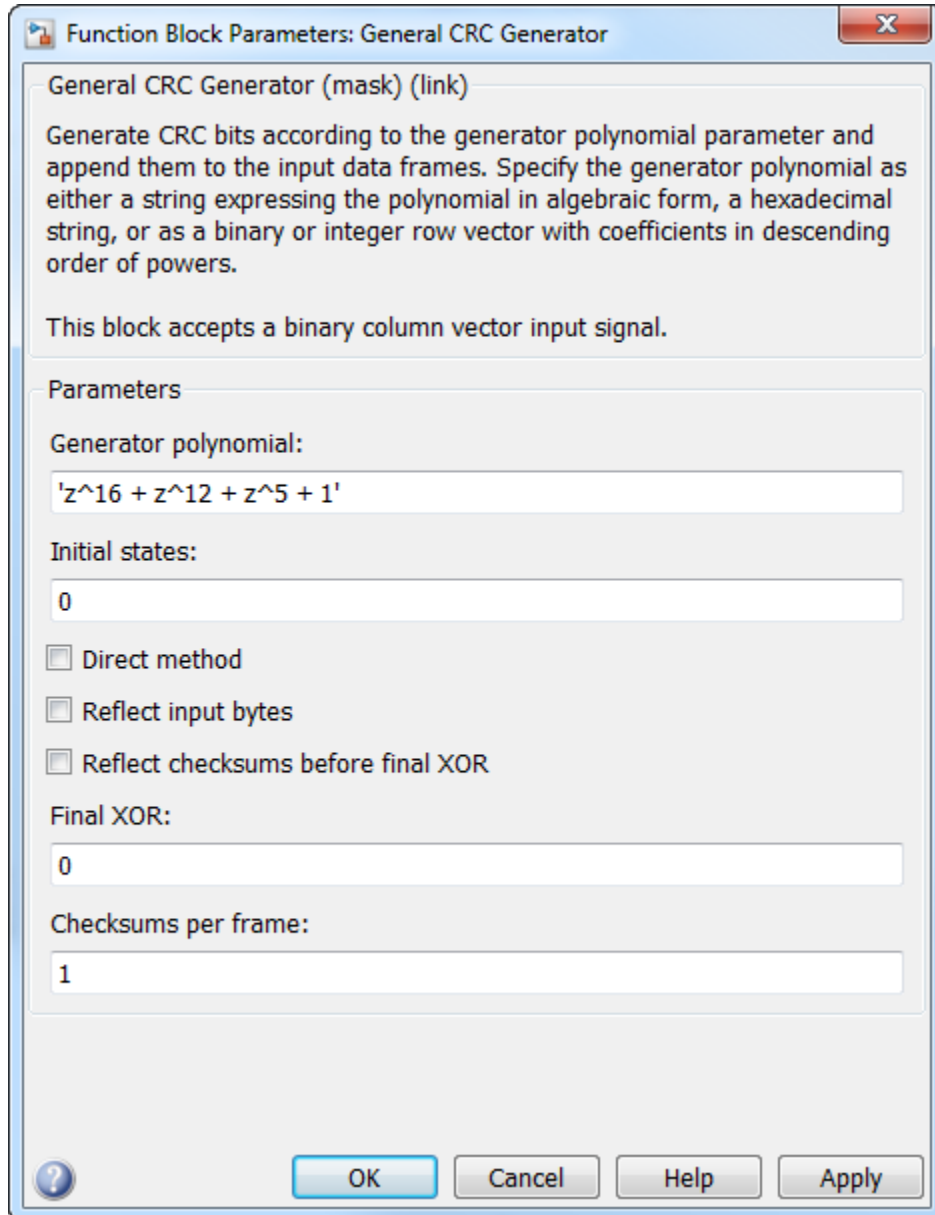 Function Block Parameters: General CRC Generator
General CRC Generator (mask) (link)
Generate CRC bits according to the generator polynomial parameter and
append them to the input data frames. Specify the generator polynomial as
either a string expressing the polynomial in algebraic form, a hexadecimal
string, or as a binary or integer row vector with coefficients in descending
order of powers.
This block accepts a binary column vector input signal.
Parameters
Generator polynomial:
'z^16 + z^12 + z^5 + 1'
Initial states:
0
Direct method
Reflect input bytes
Reflect checksums before final XOR
Final XOR:
0
Checksums per frame:
1
? OK Cancel Help Apply